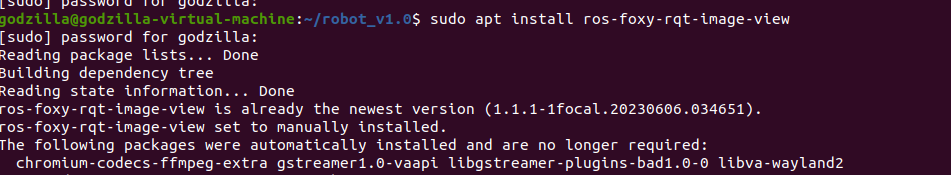 [sudo] password for godzilla:
godzilla@godzilla-virtual-machine:~/robot_v1.0$ sudo apt install ros-foxy-rqt-image-view
[sudo] password for godzilla:
Reading package lists... Done
Building dependency tree
Reading state information... Done
ros-foxy-rqt-image-view is already the newest version (1.1.1-1focal.20230606.034651).
ros-foxy-rqt-image-view set to manually installed.
The following packages were automatically installed and are no longer required:
  chromium-codecs-ffmpeg-extra gstreamer1.0-vaapi libgstreamer-plugins-bad1.0-0 libva-wayland2